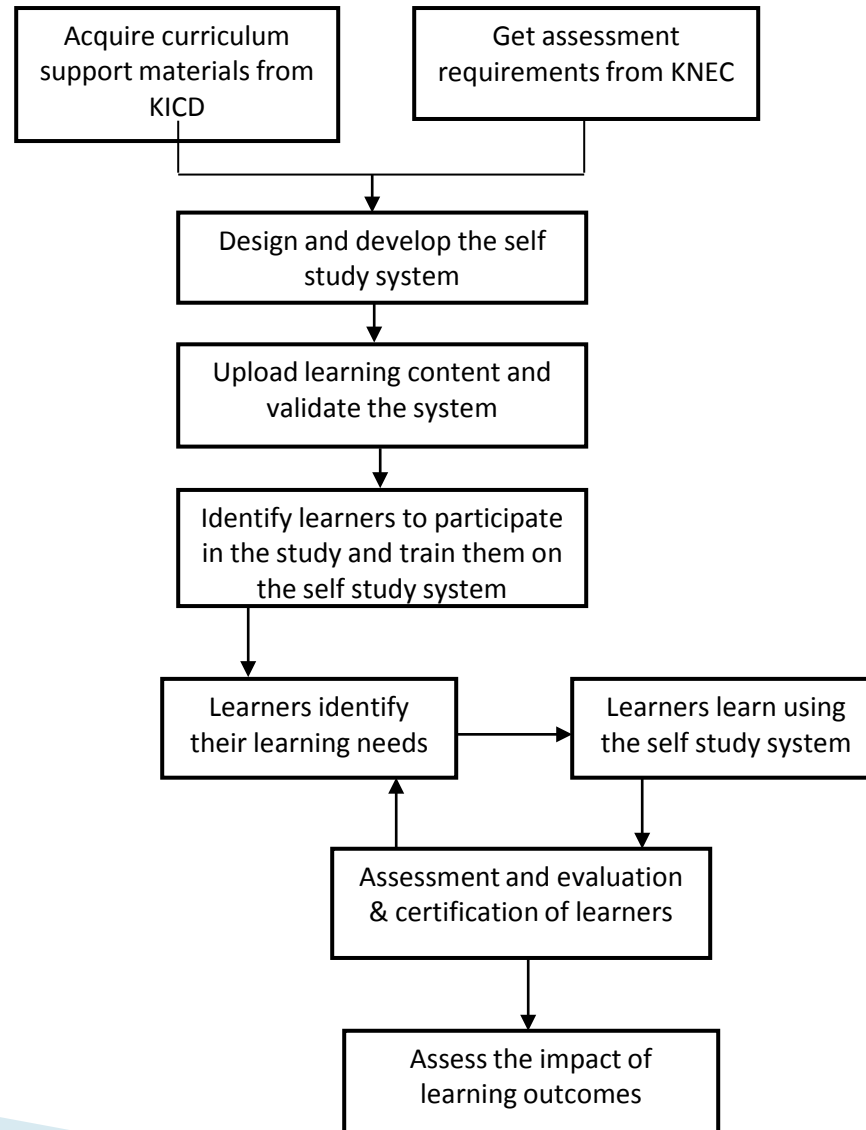 Acquire curriculum
support materials from
KICD
Get assessment
requirements from KNEC
Design and develop the self
study system
Upload learning content and
validate the system
Identify learners to participate
in the study and train them on
the self study system
Learners identify
their learning needs
Learners learn using
the self study system
Assessment and evaluation
& certification of learners
Assess the impact of
learning outcomes